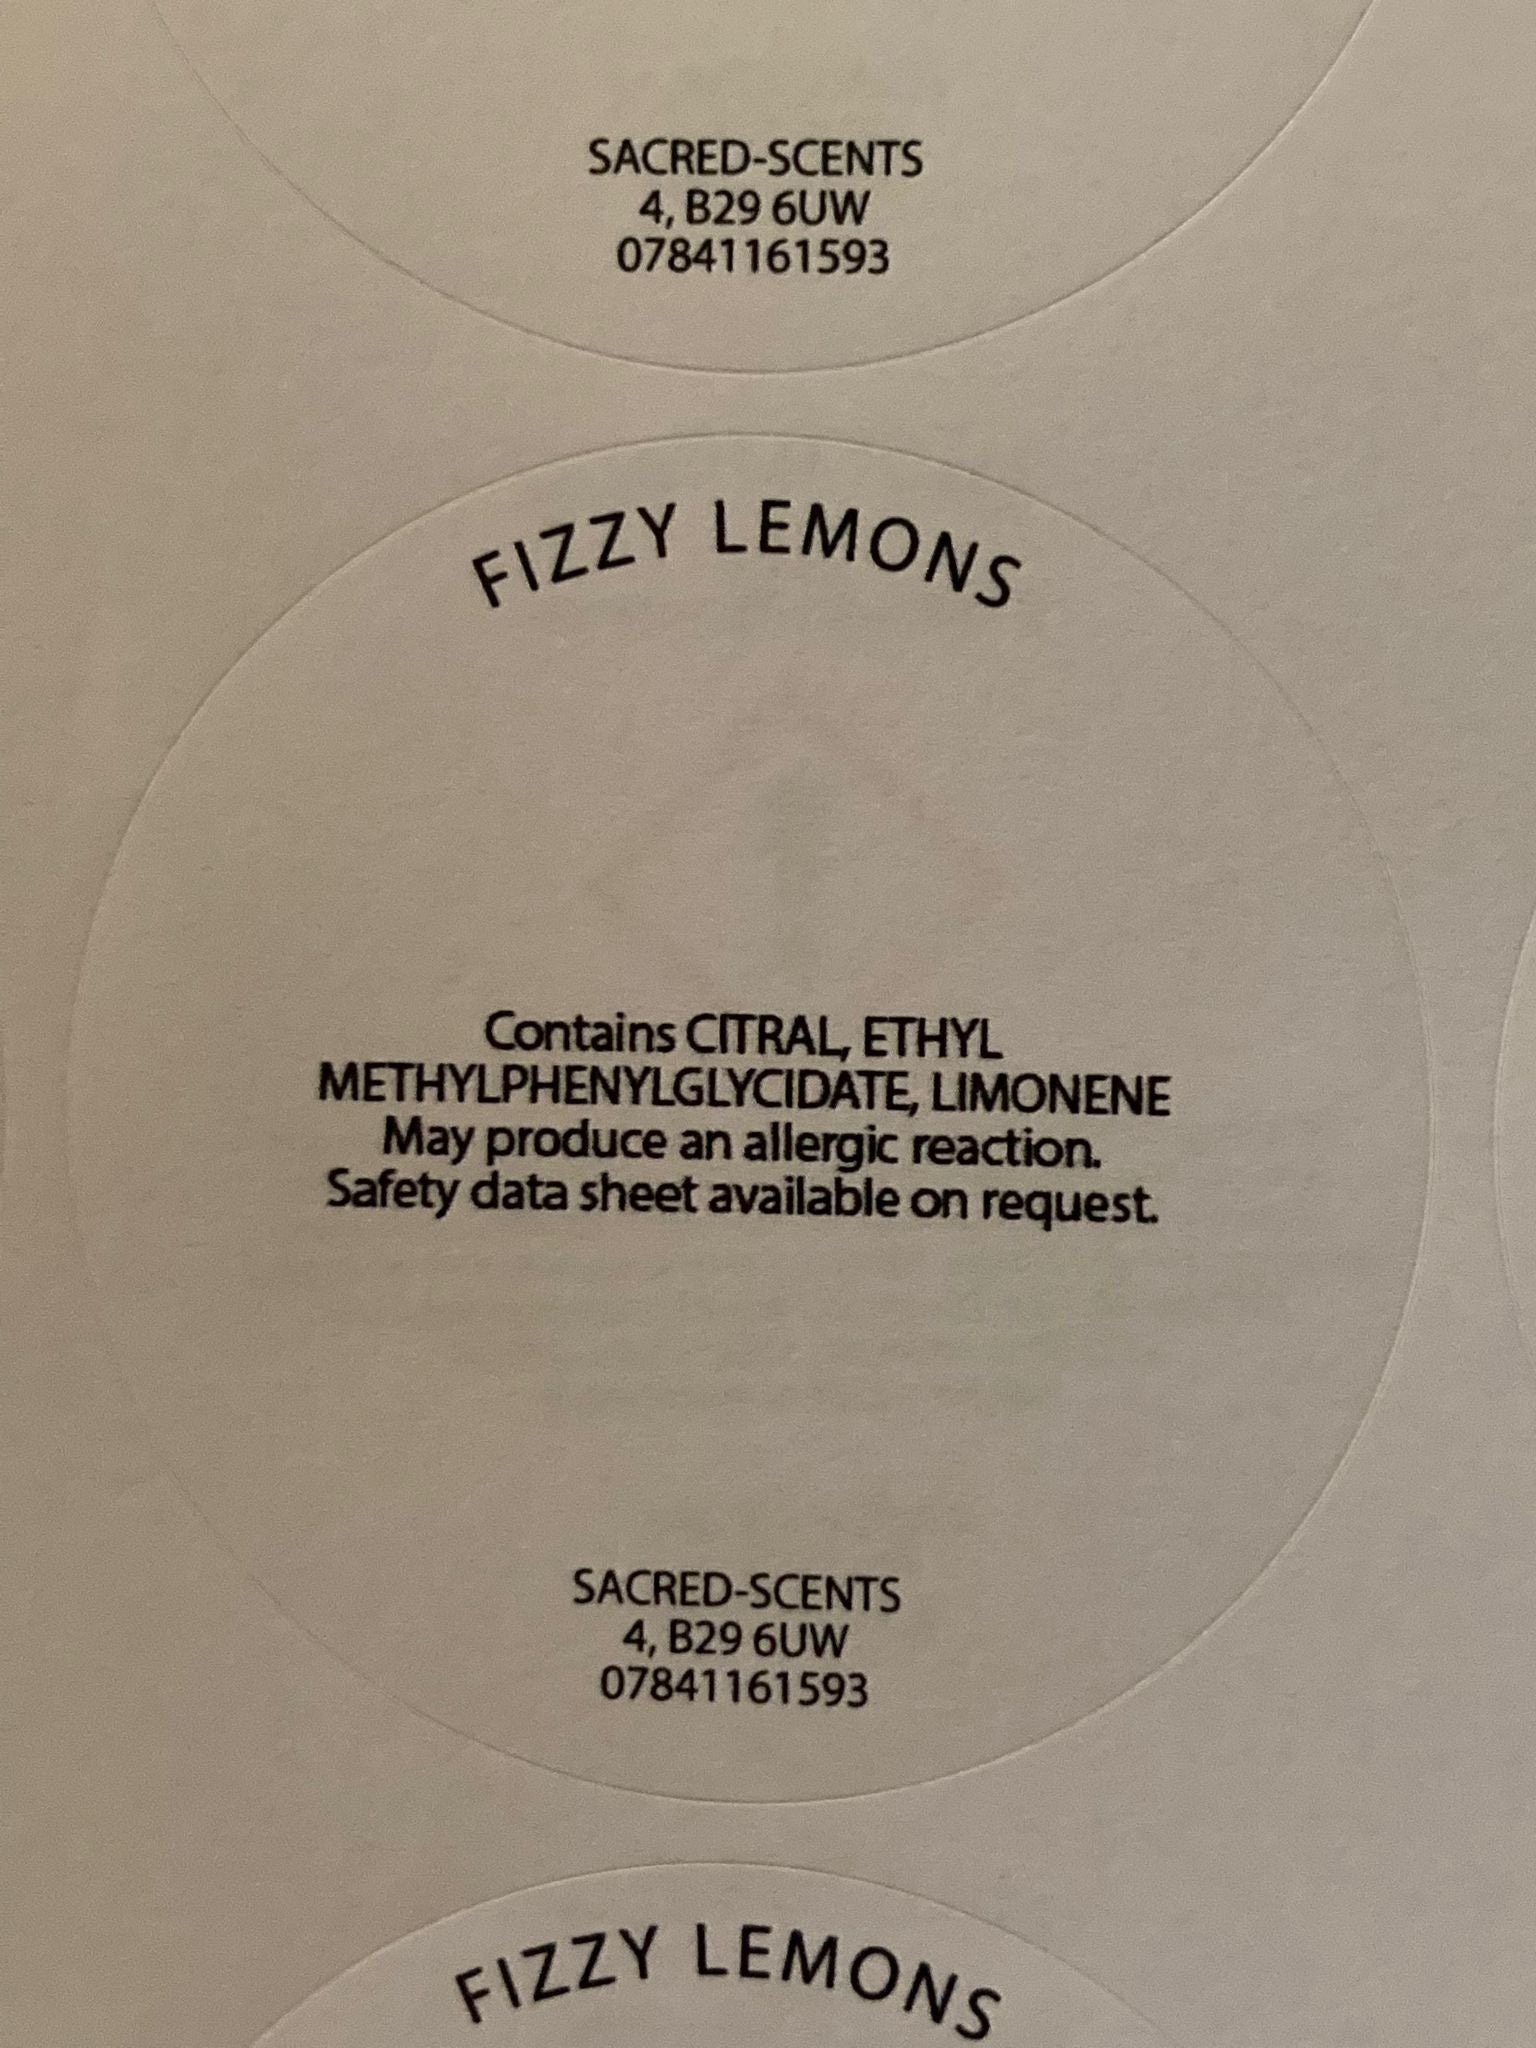 SACRED-SCENTS
4, B29 6UW
07841161593
FIZZY LEMONS
Contains CITRAL, ETHYL
METHYLPHENYLGLYCIDATE, LIMONENE
May produce an allergic reaction.
Safety data sheet available on request.
SACRED-SCENTS
4, B29 6UW
07841161593
FIZZY LEMONS